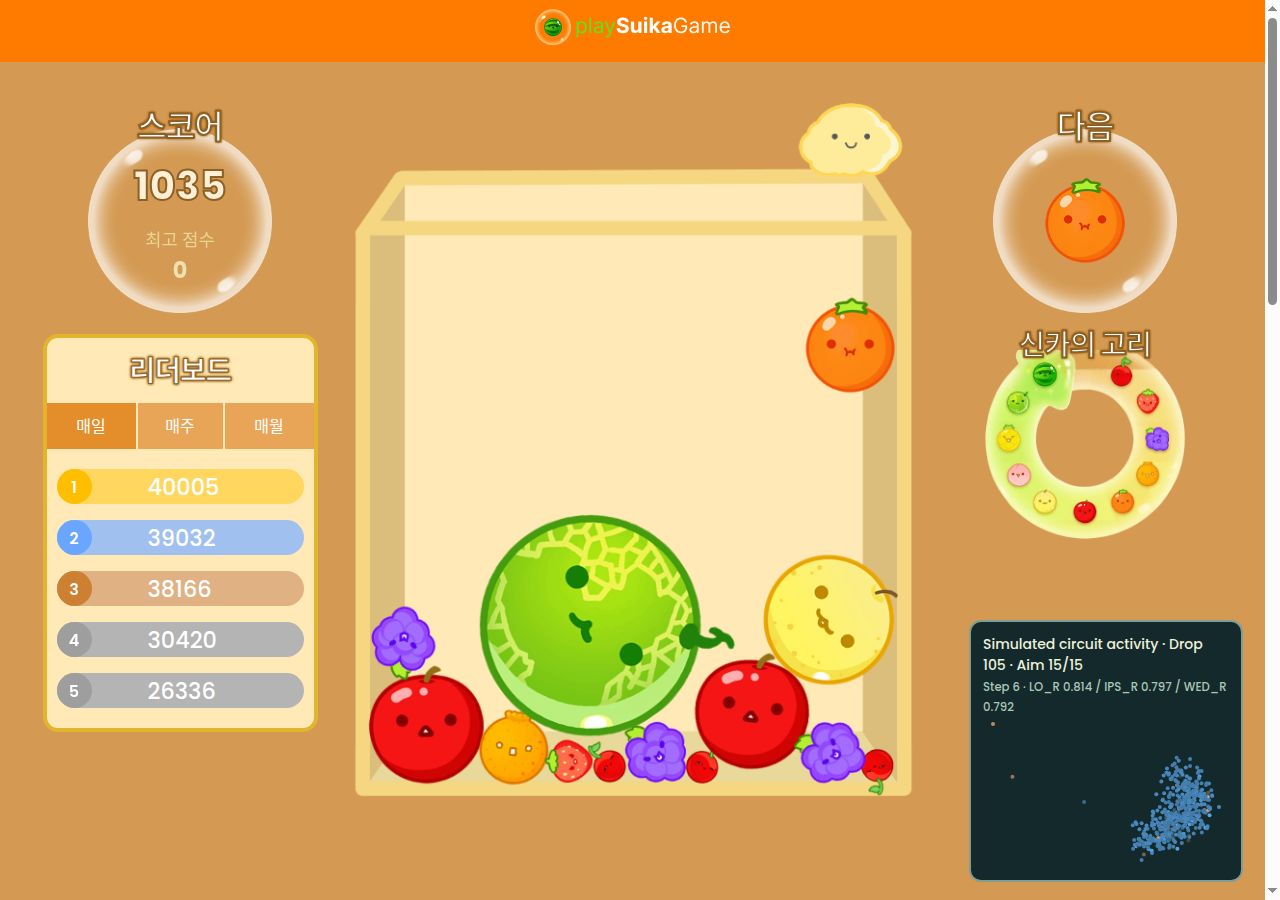 playSuikaGame
스코어
1035
최고 점수
0
리더보드
매일 매주 매월
1 40005
2 39032
3 38166
4 30420
5 26336
다음
신카의 고리
Simulated circuit activity · Drop
105 · Aim 15/15
Step 6 · LO_R 0.814 / IPS_R 0.797 / WED_R
0.792